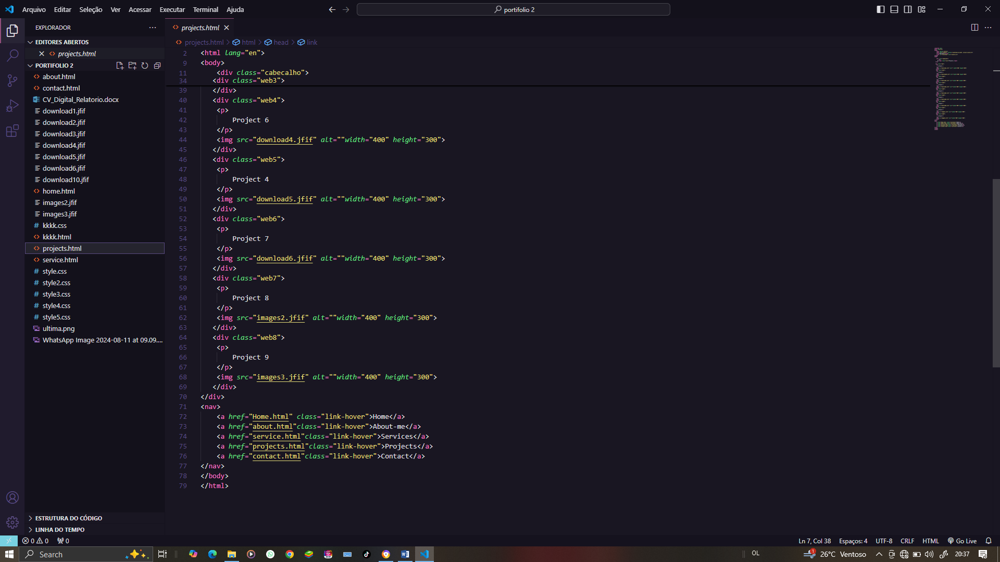 Arquivo Editar Seleção Ver Acessar Executar Terminal Ajuda
portifolio 2
EXPLORADOR
EDITORES ABERTOS
projects.html
PORTIFOLIO 2
about.html
contact.html
CV_Digital_Relatorio.docx
download1.jfif
download2.jfif
download3.jfif
download4.jfif
download5.jfif
download6.jfif
download10.jfif
home.html
images2.jfif
images3.jfif
kkkk.css
kkkk.html
projects.html
service.html
style.css
style2.css
style3.css
style4.css
style5.css
ultima.png
WhatsApp Image 2024-08-11 at 09.09....
ESTRUTURA DO CÓDIGO
LINHA DO TEMPO
projects.html
projects.html > html > head > link
2 <html lang="en">
9 <body>
11 <div class="cabecalho">
34 <div class="web3">
39 </div>
40 <div class="web4">
41 <p>
42 Project 6
43 </p>
44 <img src="download4.jfif" alt=""width="400" height="300">
45 </div>
46 <div class="web5">
47 <p>
48 Project 4
49 </p>
50 <img src="download5.jfif" alt=""width="400" height="300">
51 </div>
52 <div class="web6">
53 <p>
54 Project 7
55 </p>
56 <img src="download6.jfif" alt=""width="400" height="300">
57 </div>
58 <div class="web7">
59 <p>
60 Project 8
61 </p>
62 <img src="images2.jfif" alt=""width="400" height="300">
63 </div>
64 <div class="web8">
65 <p>
66 Project 9
67 </p>
68 <img src="images3.jfif" alt=""width="400" height="300">
69 </div>
70 </div>
71 <nav>
72 <a href="Home.html" class="link-hover">Home</a>
73 <a href="about.html"class="link-hover">About-me</a>
74 <a href="service.html"class="link-hover">Services</a>
75 <a href="projects.html"class="link-hover">Projects</a>
76 <a href="contact.html"class="link-hover">Contact</a>
77 </nav>
78 </body>
79 </html>
0 0 0
Ln 7, Col 38 Espaços: 4 UTF-8 CRLF HTML Go Live
Search
OL
1
26°C Ventoso
20:37